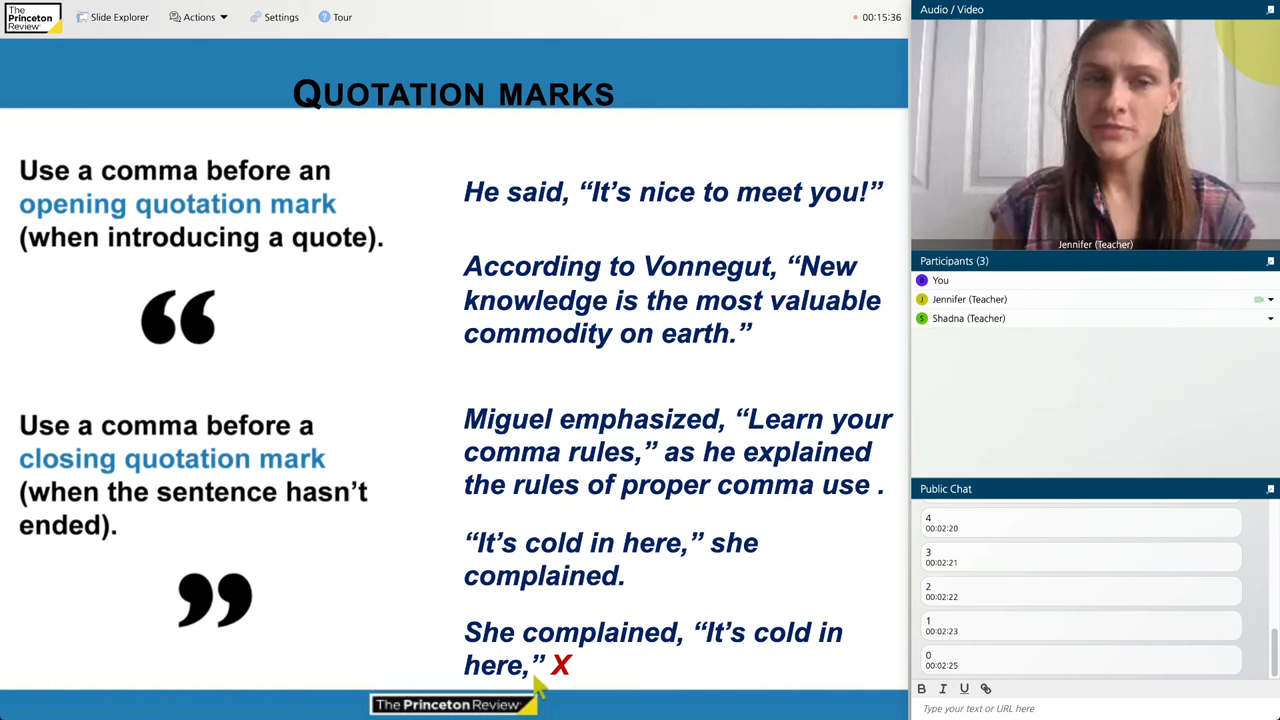 The
Princeton
Review
Slide Explorer
Actions
Settings
? Tour
00:15:36
QUOTATION MARKS
Use a comma before an
opening quotation mark
(when introducing a quote).
“
He said, “It’s nice to meet you!”
According to Vonnegut, “New
knowledge is the most valuable
commodity on earth.”
Use a comma before a
closing quotation mark
(when the sentence hasn’t
ended).
”
Miguel emphasized, “Learn your
comma rules,” as he explained
the rules of proper comma use .
“It’s cold in here,” she
complained.
She complained, “It’s cold in
here,” X
The Princeton Review
Audio / Video
Jennifer (Teacher)
Participants (3)
B You
J Jennifer (Teacher)
S Shadna (Teacher)
Public Chat
4
00:02:20
3
00:02:21
2
00:02:22
1
00:02:23
0
00:02:25
B I U
Type your text or URL here